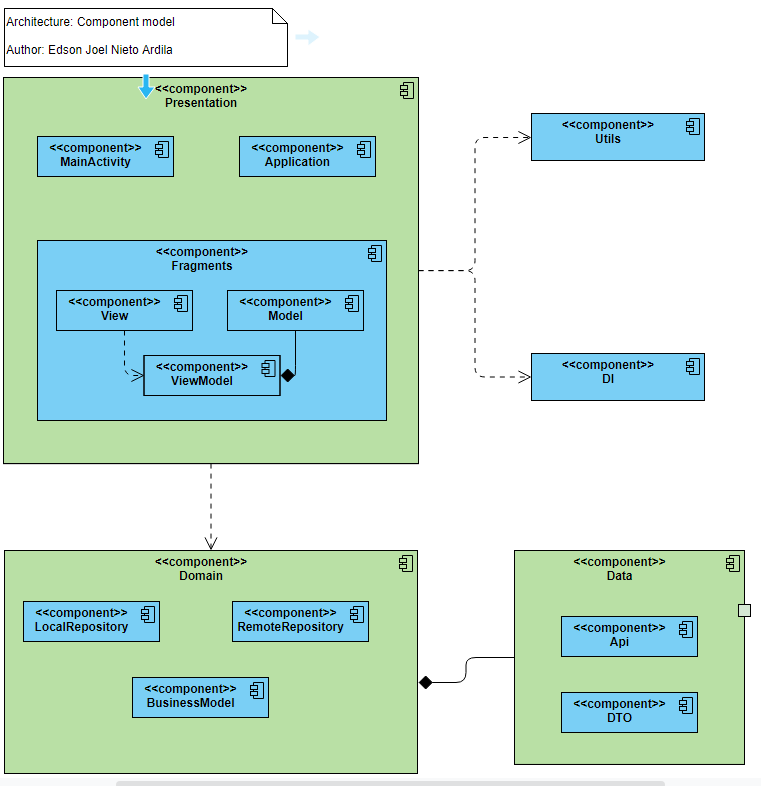 Architecture: Component model
Author: Edson Joel Nieto Ardila
<<component>>
Presentation
<<component>>
MainActivity
<<component>>
Application
<<component>>
Fragments
<<component>>
View
<<component>>
Model
<<component>>
ViewModel
<<component>>
Utils
<<component>>
DI
<<component>>
Domain
<<component>>
LocalRepository
<<component>>
RemoteRepository
<<component>>
BusinessModel
<<component>>
Data
<<component>>
Api
<<component>>
DTO